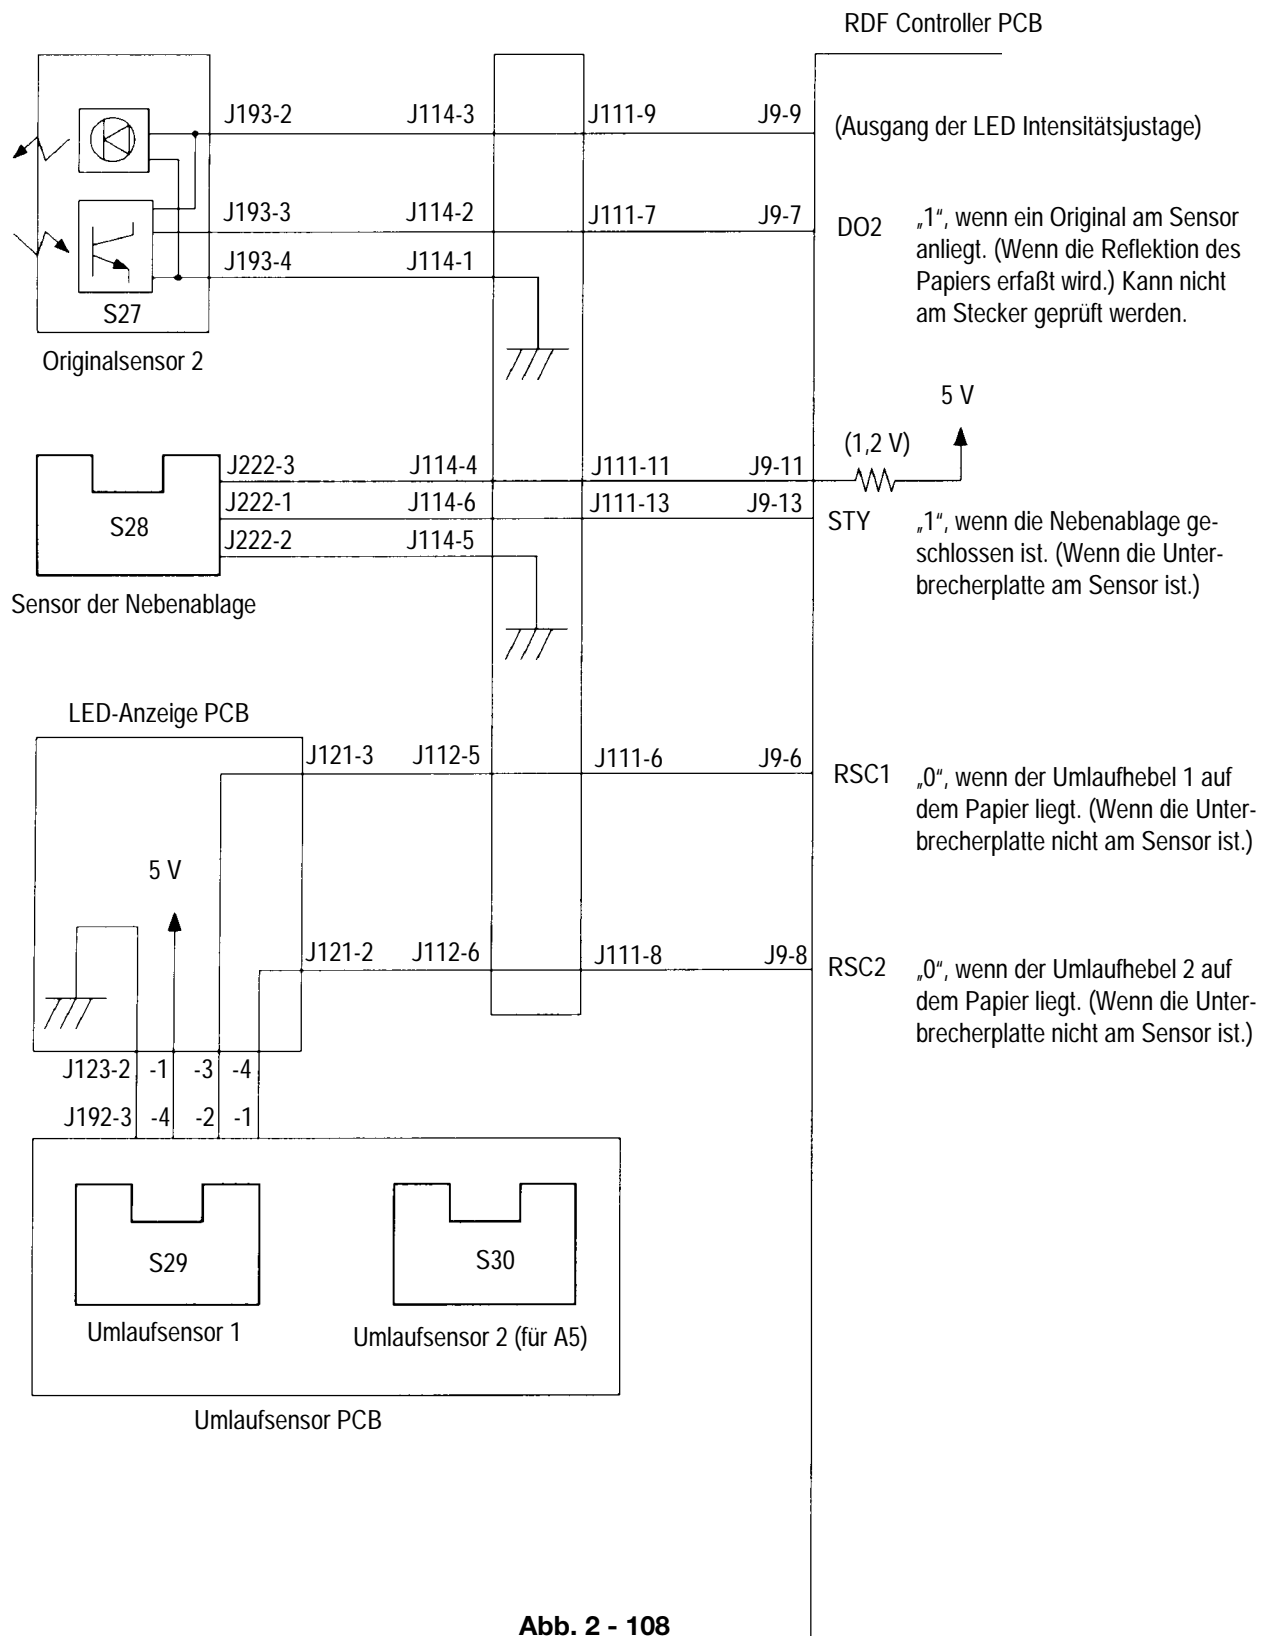 RDF Controller PCB
J193-2 J114-3 J111-9 J9-9 (Ausgang der LED Intensitätsjustage)
J193-3 J114-2 J111-7 J9-7 DO2 „1“, wenn ein Original am Sensor
anliegt. (Wenn die Reflektion des
J193-4 J114-1 Papiers erfaßt wird.) Kann nicht
S27 am Stecker geprüft werden.
Originalsensor 2
5 V
(1,2 V)
J222-3 J114-4 J111-11 J9-11
J222-1 J114-6 J111-13 J9-13
S28 STY „1“, wenn die Nebenablage ge-
J222-2 J114-5 schlossen ist. (Wenn die Unter-
brecherplatte am Sensor ist.)
Sensor der Nebenablage
LED-Anzeige PCB
J121-3 J112-5 J111-6 J9-6 RSC1 „0“, wenn der Umlaufhebel 1 auf
dem Papier liegt. (Wenn die Unter-
brecherplatte nicht am Sensor ist.)
5 V
J121-2 J112-6 J111-8 J9-8 RSC2 „0“, wenn der Umlaufhebel 2 auf
dem Papier liegt. (Wenn die Unter-
brecherplatte nicht am Sensor ist.)
J123-2 -1 -3 -4
J192-3 -4 -2 -1
S29 S30
Umlaufsensor 1 Umlaufsensor 2 (für A5)
Umlaufsensor PCB
Abb. 2 - 108